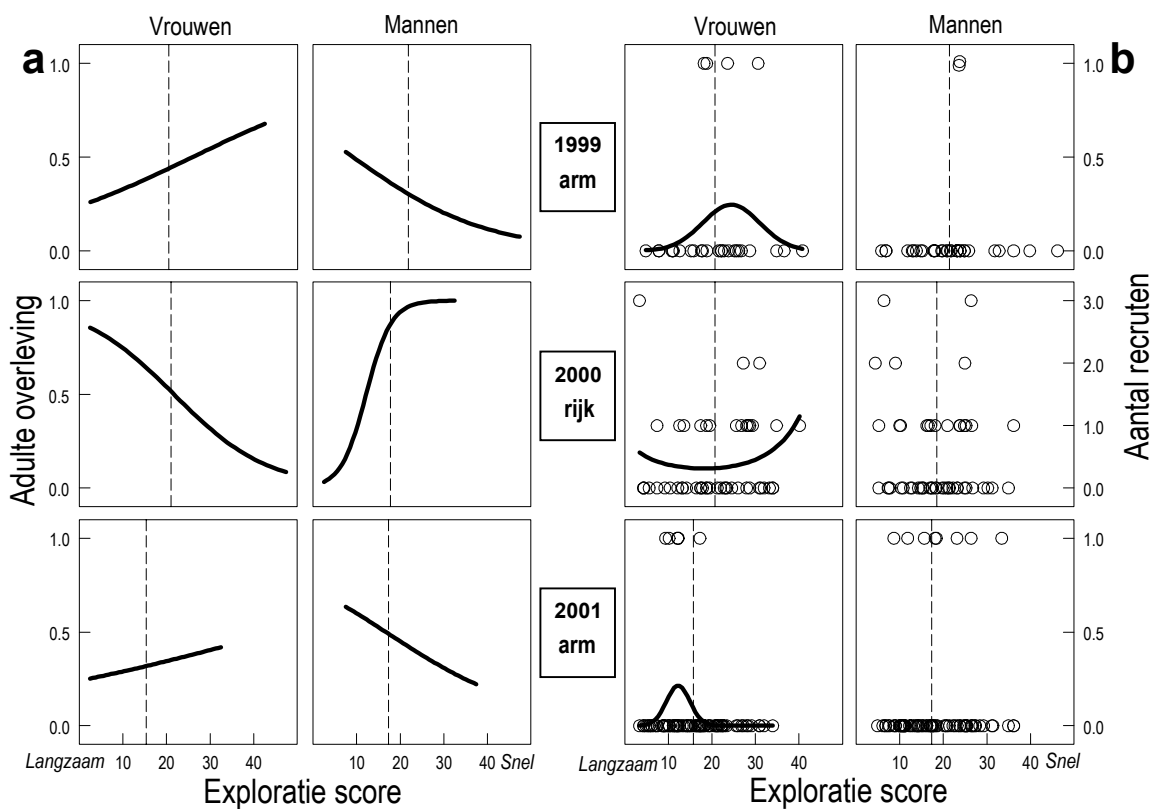 Vrouwen Mannen Vrouwen Mannen
a b
1.0 1.0
0.5 0.5
0.0 0.0
1999
arm
1.0 3.0
2.0
0.5
1.0
0.0 0.0
2000
rijk
1.0 1.0
0.5 0.5
0.0 0.0
2001
arm
Adulte overleving
Aantal recruten
Langzaam 10 20 30 40 10 20 30 40 Snel
Langzaam 10 20 30 40 10 20 30 40 Snel
Exploratie score Exploratie score